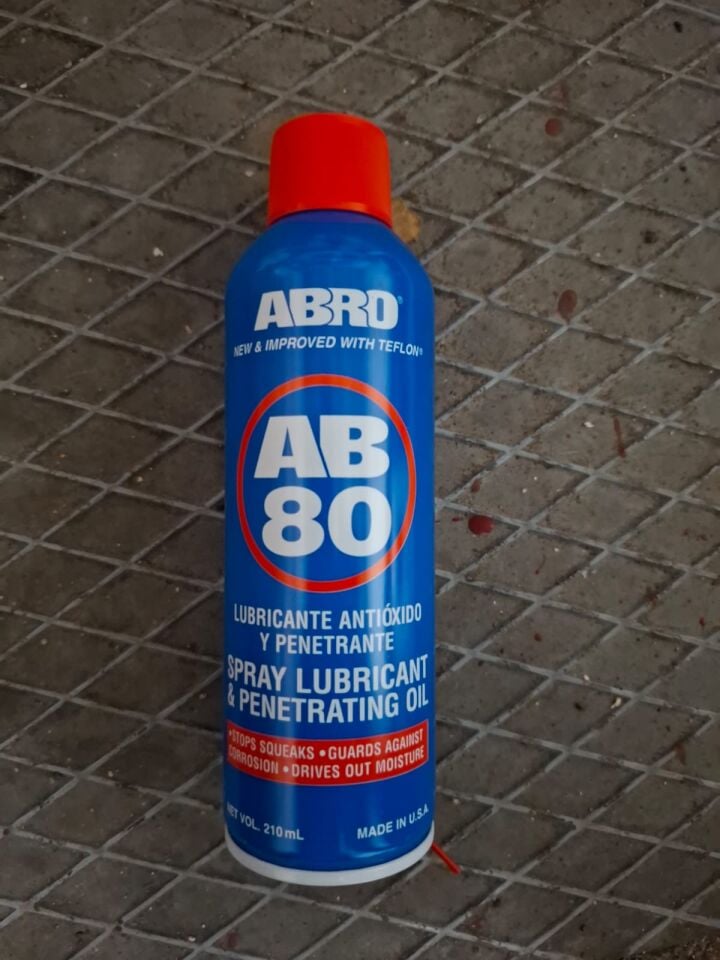 ABRO®
NEW & IMPROVED WITH TEFLON®
AB
80
LUBRICANTE ANTIÓXIDO
Y PENETRANTE
SPRAY LUBRICANT
& PENETRATING OIL
•STOPS SQUEAKS •GUARDS AGAINST
CORROSION •DRIVES OUT MOISTURE
NET VOL. 210mL MADE IN U.S.A.